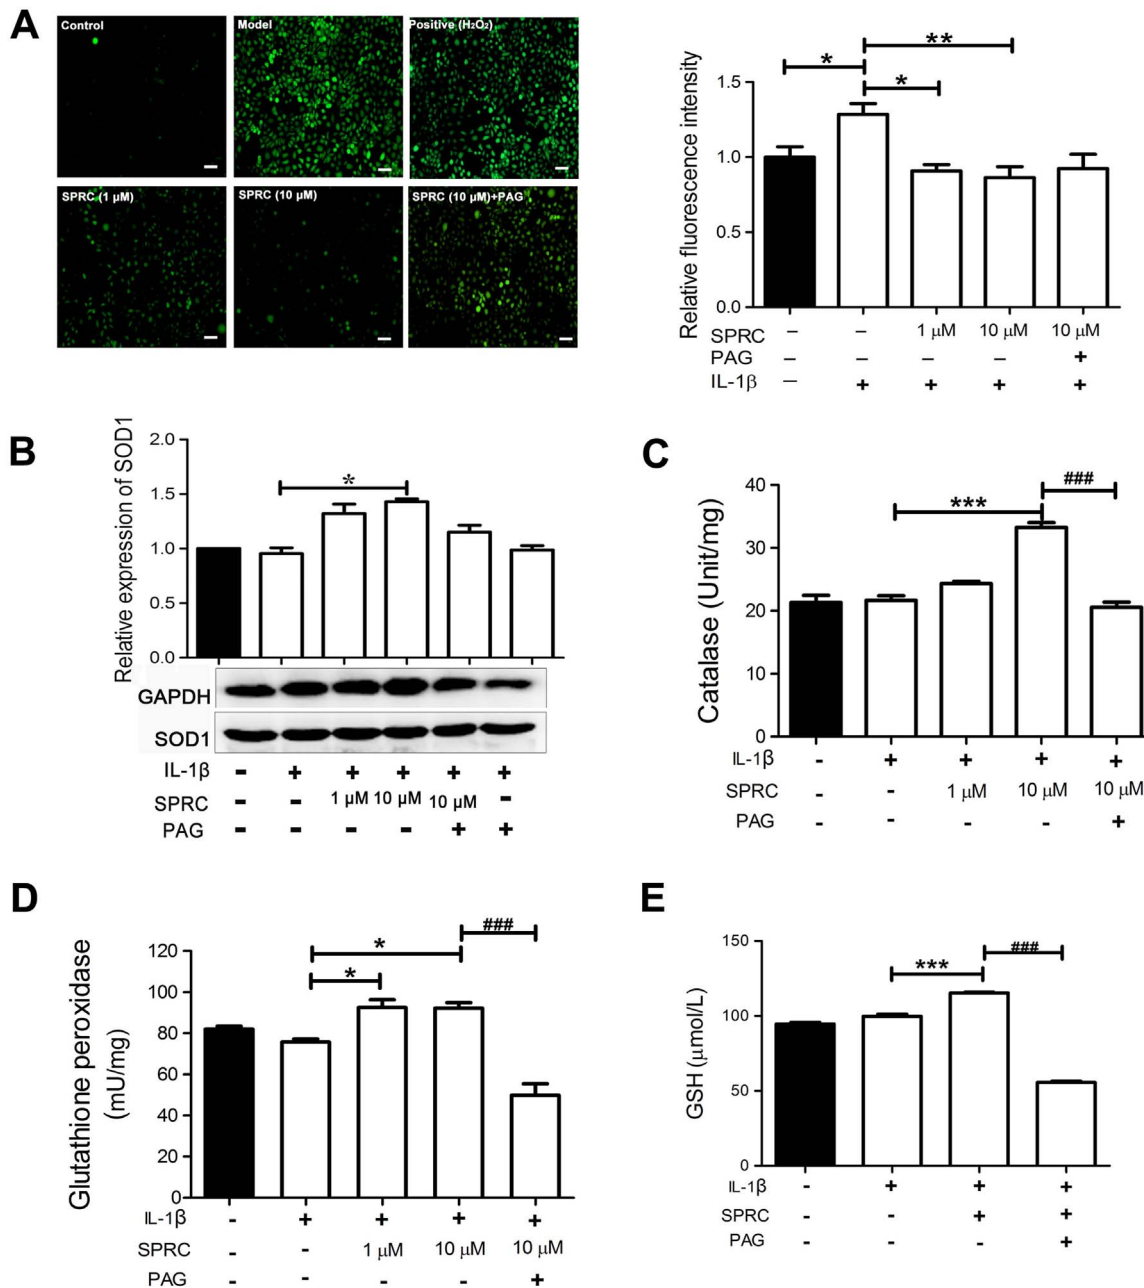 A
Control
Model
Positive (H₂O₂)
SPRC (1 μM)
SPRC (10 μM)
SPRC (10 μM)+PAG
Relative fluorescence intensity
1.5
1.0
0.5
0.0
*
**
*
SPRC – – 1 μM 10 μM 10 μM
PAG – – – – +
IL-1β – + + + +
B
Relative expression of SOD1
2.0
1.5
1.0
0.5
0.0
*
GAPDH
SOD1
IL-1β - + + + + +
SPRC - - 1 μM 10 μM 10 μM -
PAG - - - - + +
C
Catalase (Unit/mg)
40
30
20
10
0
***
###
IL-1β - + + + +
SPRC - - 1 μM 10 μM 10 μM
PAG - - - - +
D
Glutathione peroxidase
(mU/mg)
120
100
80
60
40
20
0
*
*
###
IL-1β - + + + +
SPRC - - 1 μM 10 μM 10 μM
PAG - - - - +
E
GSH (μmol/L)
150
100
50
0
***
###
IL-1β - + + +
SPRC - - + +
PAG - - - +